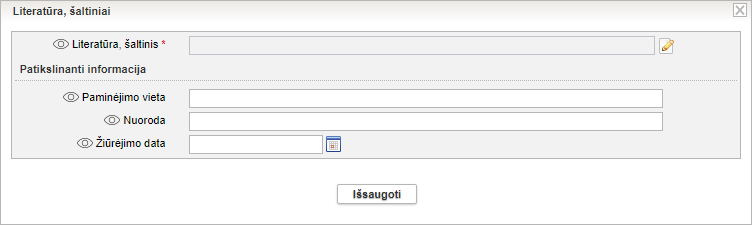 Literatūra, šaltiniai
Literatūra, šaltinis *
Patikslinanti informacija
Paminėjimo vieta
Nuoroda
Žiūrėjimo data
Išsaugoti